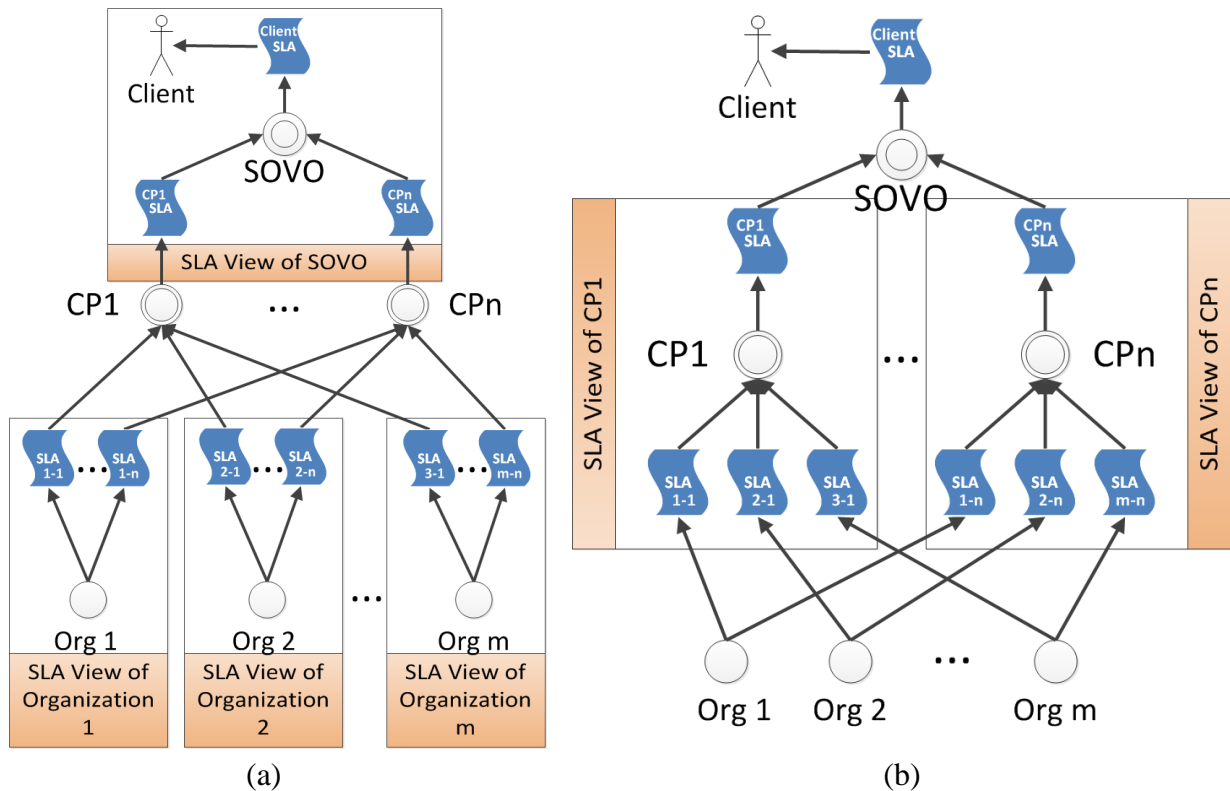 Client
SLA
Client
SOVO
CP1
SLA
CPn
SLA
SLA View of SOVO
CP1
...
CPn
SLA
1-1
...
SLA
1-n
SLA
2-1
...
SLA
2-n
SLA
3-1
...
SLA
m-n
...
Org 1
Org 2
Org m
SLA View of
Organization
1
SLA View of
Organization
2
SLA View of
Organization
m
(a)
Client
SLA
Client
SOVO
SLA View of CP1
CP1
SLA
CPn
SLA
SLA View of CPn
CP1
...
CPn
SLA
1-1
SLA
2-1
SLA
3-1
SLA
1-n
SLA
2-n
SLA
m-n
...
Org 1
Org 2
Org m
(b)